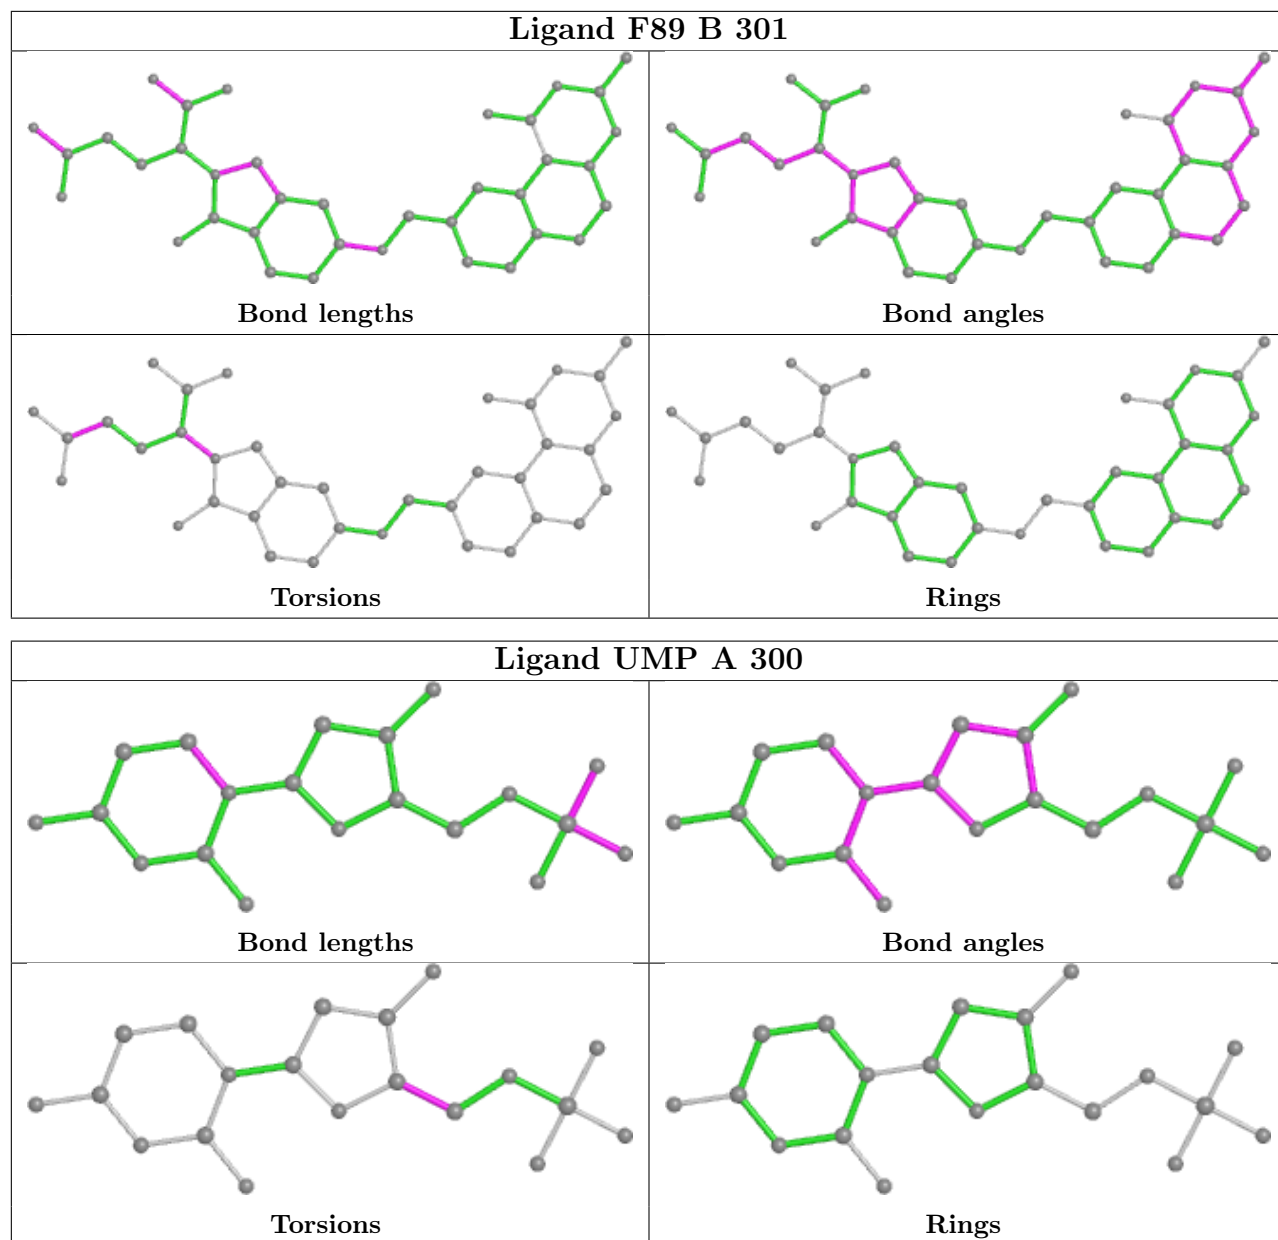 Ligand F89 B 301
Bond lengths
Bond angles
Torsions
Rings
Ligand UMP A 300
Bond lengths
Bond angles
Torsions
Rings